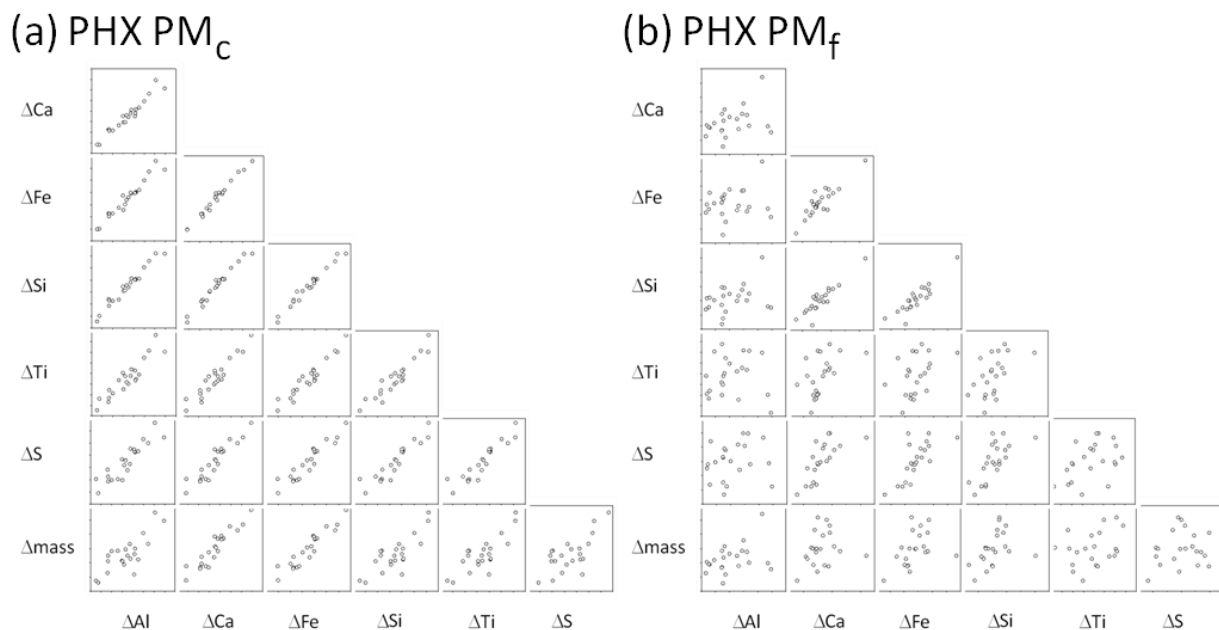 (a) PHX PMc
(b) PHX PMf
ΔCa
ΔFe
ΔSi
ΔTi
ΔS
Δmass
ΔAl ΔCa ΔFe ΔSi ΔTi ΔS
ΔCa
ΔFe
ΔSi
ΔTi
ΔS
Δmass
ΔAl ΔCa ΔFe ΔSi ΔTi ΔS